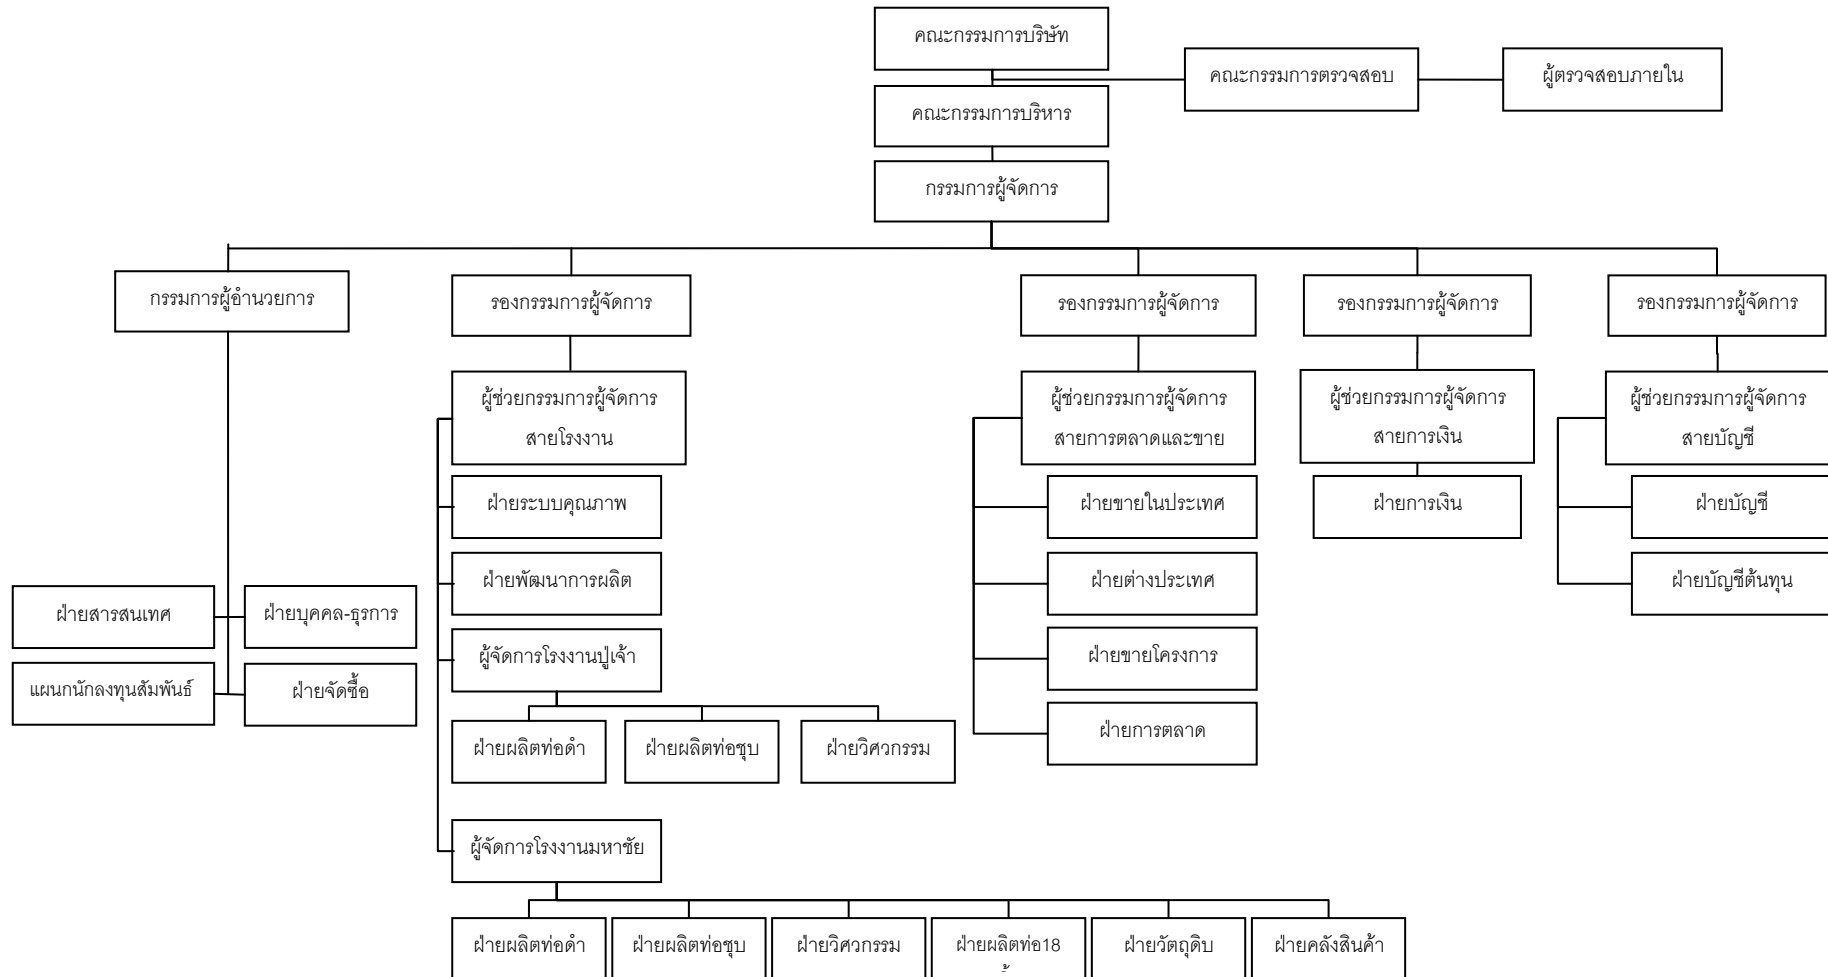 คณะกรรมการบริษัท
คณะกรรมการตรวจสอบ
ผู้ตรวจสอบภายใน
คณะกรรมการบริหาร
กรรมการผู้จัดการ
กรรมการผู้อำนวยการ
รองกรรมการผู้จัดการ
รองกรรมการผู้จัดการ
รองกรรมการผู้จัดการ
รองกรรมการผู้จัดการ
ผู้ช่วยกรรมการผู้จัดการ
สายโรงงาน
ผู้ช่วยกรรมการผู้จัดการ
สายการตลาดและขาย
ผู้ช่วยกรรมการผู้จัดการ
สายการเงิน
ผู้ช่วยกรรมการผู้จัดการ
สายบัญชี
ฝ่ายระบบคุณภาพ
ฝ่ายขายในประเทศ
ฝ่ายการเงิน
ฝ่ายบัญชี
ฝ่ายพัฒนาการผลิต
ฝ่ายต่างประเทศ
ฝ่ายบัญชีต้นทุน
ฝ่ายสารสนเทศ
ฝ่ายบุคคล-ธุรการ
ผู้จัดการโรงงานปู่เจ้า
ฝ่ายขายโครงการ
แผนกนักลงทุนสัมพันธ์
ฝ่ายจัดซื้อ
ฝ่ายการตลาด
ฝ่ายผลิตท่อดำ
ฝ่ายผลิตท่อชุบ
ฝ่ายวิศวกรรม
ผู้จัดการโรงงานมหาชัย
ฝ่ายผลิตท่อดำ
ฝ่ายผลิตท่อชุบ
ฝ่ายวิศวกรรม
ฝ่ายผลิตท่อ18
ฝ่ายวัตถุดิบ
ฝ่ายคลังสินค้า